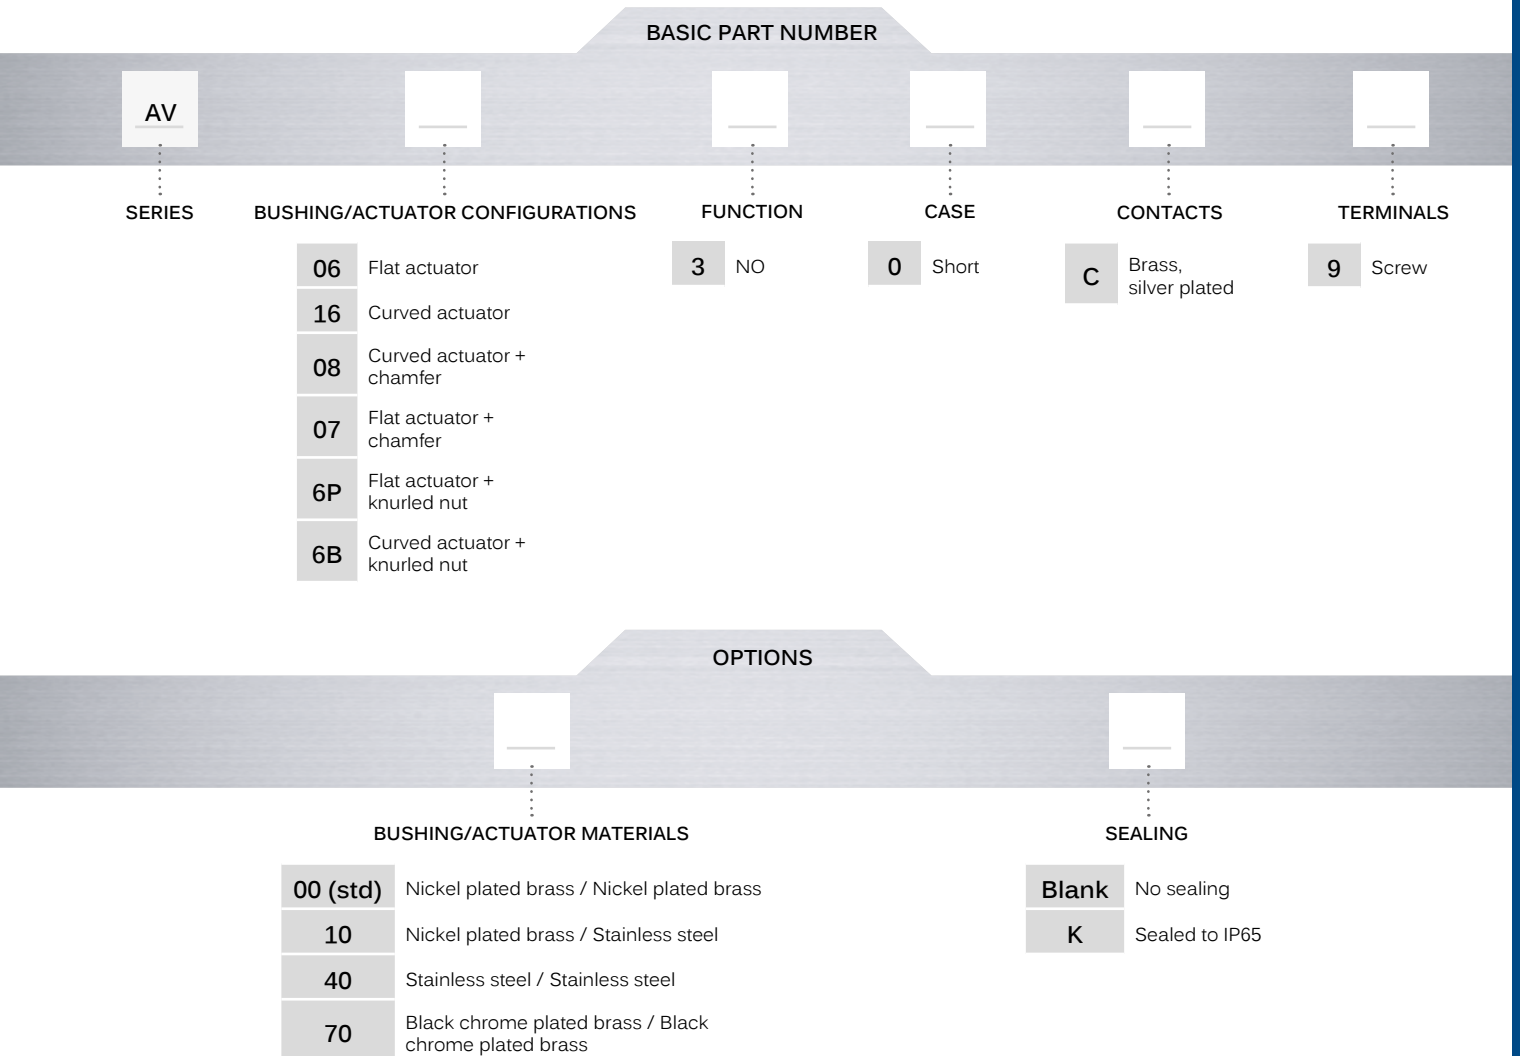 BASIC PART NUMBER
AV
SERIES
BUSHING/ACTUATOR CONFIGURATIONS
06 Flat actuator
16 Curved actuator
08 Curved actuator +
chamfer
07 Flat actuator +
chamfer
6P Flat actuator +
knurled nut
6B Curved actuator +
knurled nut
FUNCTION
3 NO
CASE
0 Short
CONTACTS
C Brass,
silver plated
TERMINALS
9 Screw
OPTIONS
BUSHING/ACTUATOR MATERIALS
00 (std) Nickel plated brass / Nickel plated brass
10 Nickel plated brass / Stainless steel
40 Stainless steel / Stainless steel
70 Black chrome plated brass / Black
chrome plated brass
SEALING
Blank No sealing
K Sealed to IP65